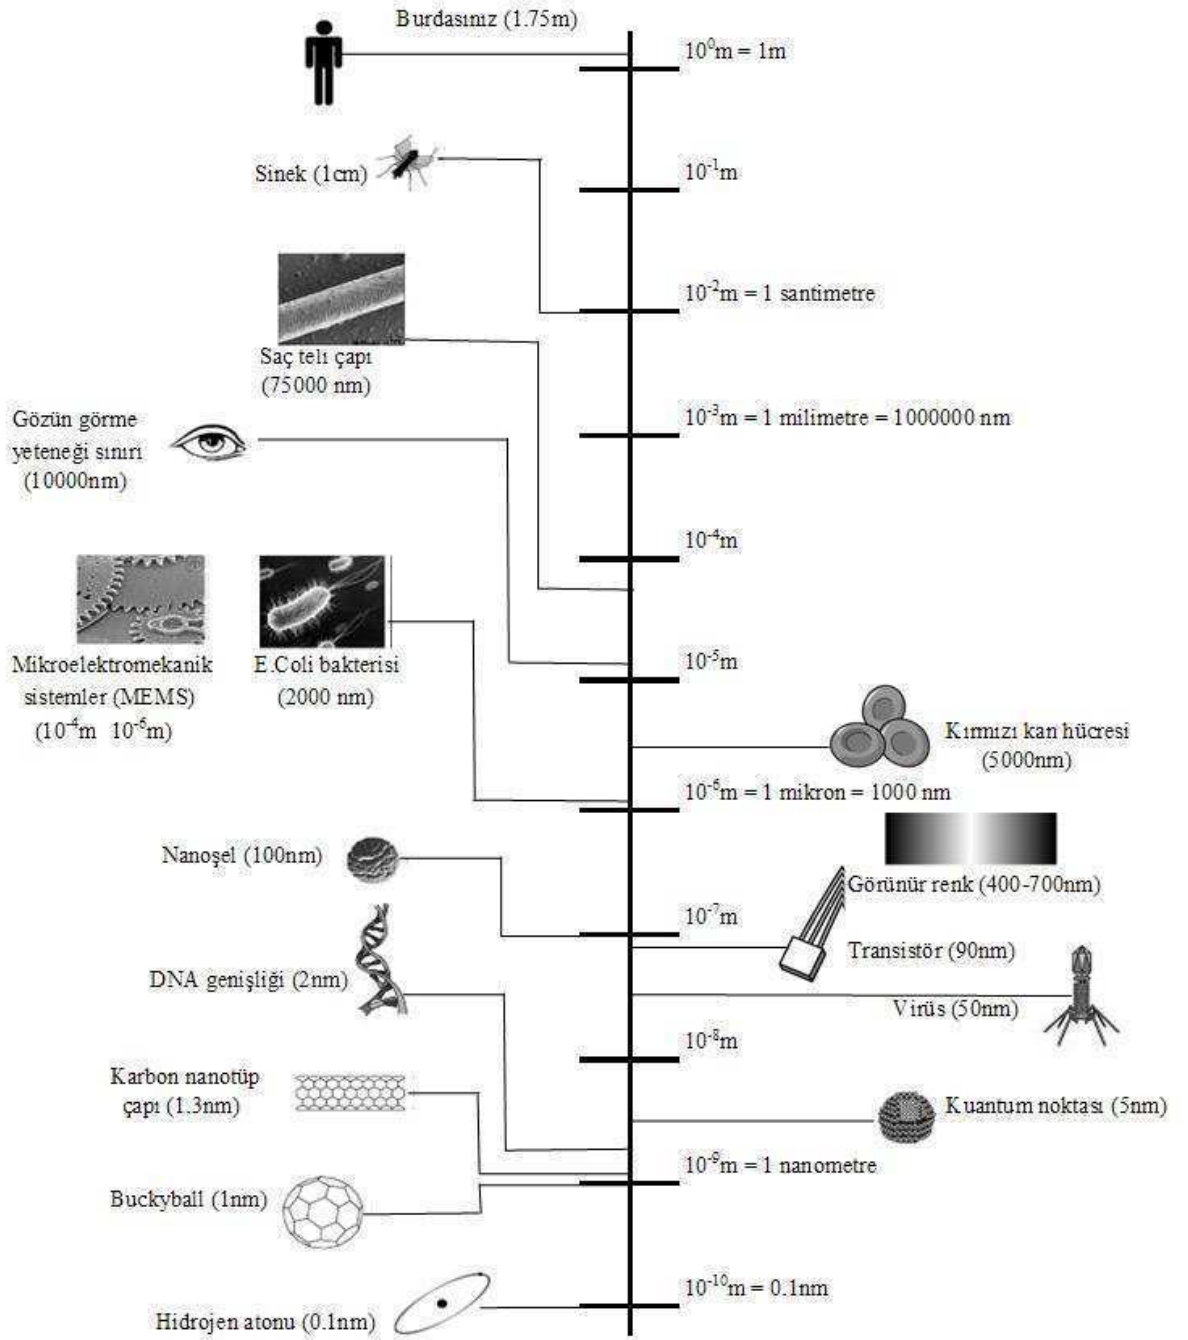 Burdasınız (1.75m)
10⁰m = 1m
Sinek (1cm)
10⁻¹m
10⁻²m = 1 santimetre
Saç teli çapı
(75000 nm)
Gözün görme
yeteneği sınırı
(10000nm)
10⁻³m = 1 milimetre = 1000000 nm
10⁻⁴m
Mikroelektromekanik
sistemler (MEMS)
(10⁻⁴m 10⁻⁶m)
E.Coli bakterisi
(2000 nm)
10⁻⁵m
Kırmızı kan hücresi
(5000nm)
10⁻⁶m = 1 mikron = 1000 nm
Nanoşel (100nm)
Görünür renk (400-700nm)
10⁻⁷m
Transistör (90nm)
DNA genişliği (2nm)
Virüs (50nm)
10⁻⁸m
Karbon nanotüp
çapı (1.3nm)
Kuantum noktası (5nm)
10⁻⁹m = 1 nanometre
Buckyball (1nm)
10⁻¹⁰m = 0.1nm
Hidrojen atonu (0.1nm)